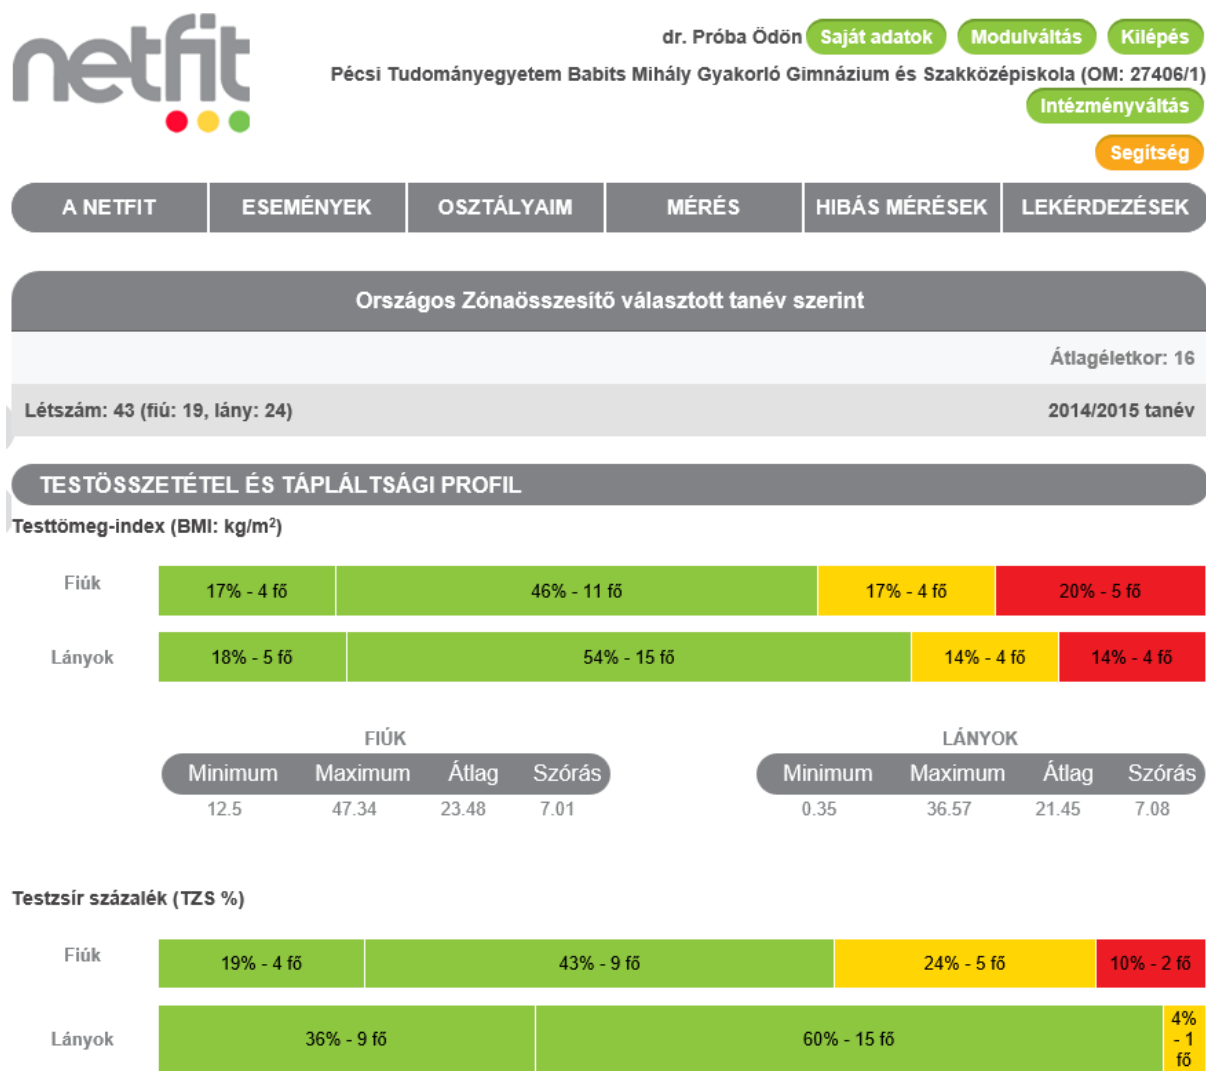 netfit
dr. Próba Ödön Saját adatok Modulváltás Kilépés
Pécsi Tudományegyetem Babits Mihály Gyakorló Gimnázium és Szakközépiskola (OM: 27406/1)
Intézményváltás
Segítség
A NETFIT ESEMÉNYEK OSZTÁLYAIM MÉRÉS HIBÁS MÉRÉSEK LEKÉRDEZÉSEK
Országos Zónaösszesítő választott tanév szerint
Átlagéletkor: 16
Létszám: 43 (fiú: 19, lány: 24) 2014/2015 tanév
TESTÖSSZETÉTEL ÉS TÁPLÁLTSÁGI PROFIL
Testtömeg-index (BMI: kg/m²)
Fiúk 17% - 4 fő 46% - 11 fő 17% - 4 fő 20% - 5 fő
Lányok 18% - 5 fő 54% - 15 fő 14% - 4 fő 14% - 4 fő
FIÚK LÁNYOK
Minimum Maximum Átlag Szórás Minimum Maximum Átlag Szórás
12.5 47.34 23.48 7.01 0.35 36.57 21.45 7.08
Testzsír százalék (TZS %)
Fiúk 19% - 4 fő 43% - 9 fő 24% - 5 fő 10% - 2 fő
Lányok 36% - 9 fő 60% - 15 fő 4%
- 1
fő